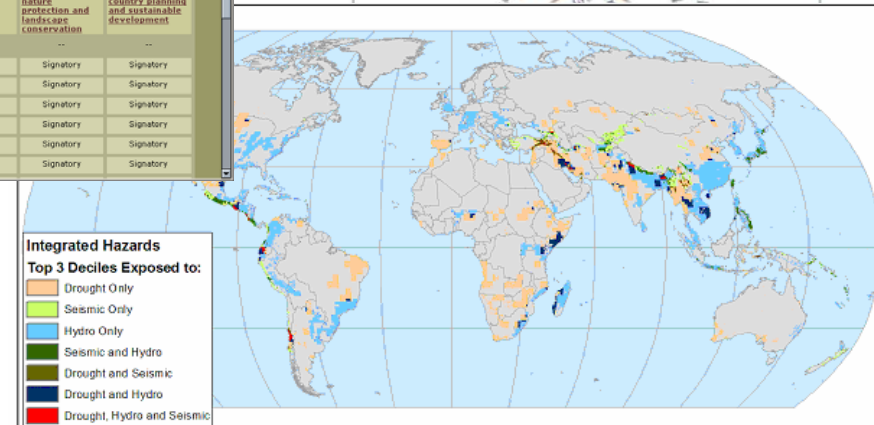 nature
protection and
landscape
conservation
country planning
and sustainable
development
--
--
Signatory
Signatory
Signatory
Signatory
Signatory
Signatory
Signatory
Signatory
Signatory
Signatory
Signatory
Signatory
Integrated Hazards
Top 3 Deciles Exposed to:
Drought Only
Seismic Only
Hydro Only
Seismic and Hydro
Drought and Seismic
Drought and Hydro
Drought, Hydro and Seismic